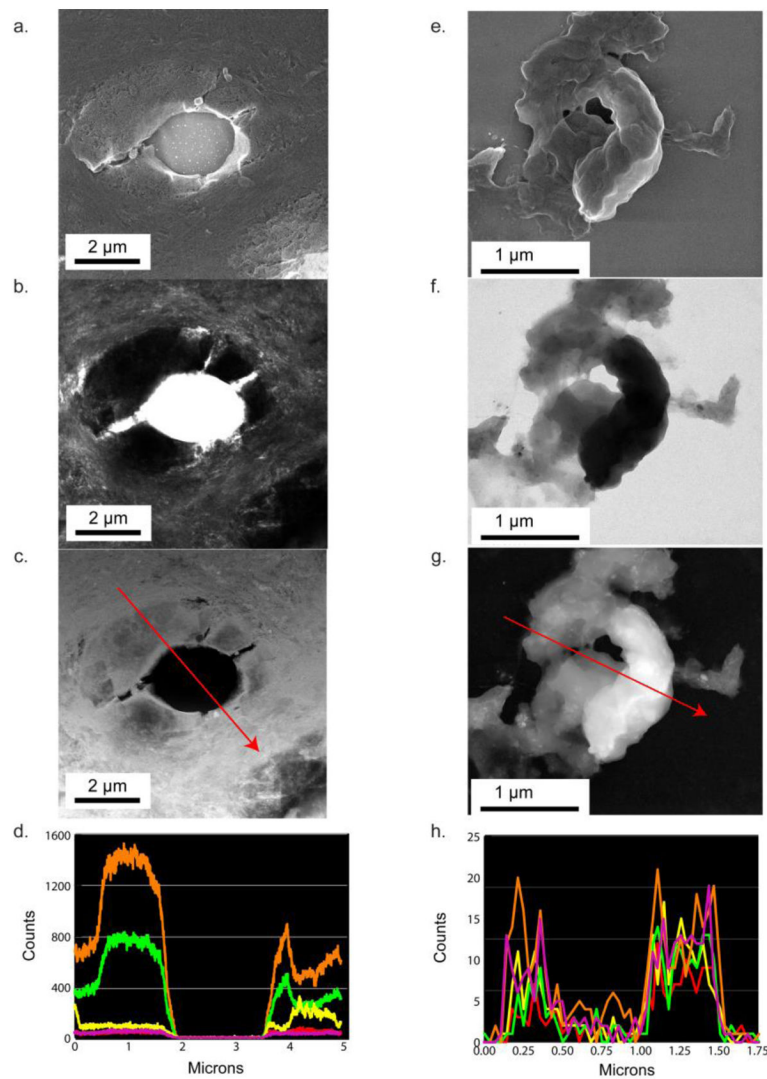 a.
2 µm
b.
2 µm
c.
2 µm
d.
1600
1200
800
400
0
Counts
0 1 2 3 4 5
Microns
e.
1 µm
f.
1 µm
g.
1 µm
h.
25
20
15
10
5
0
Counts
0.00 0.25 0.50 0.75 1.00 1.25 1.50 1.75
Microns